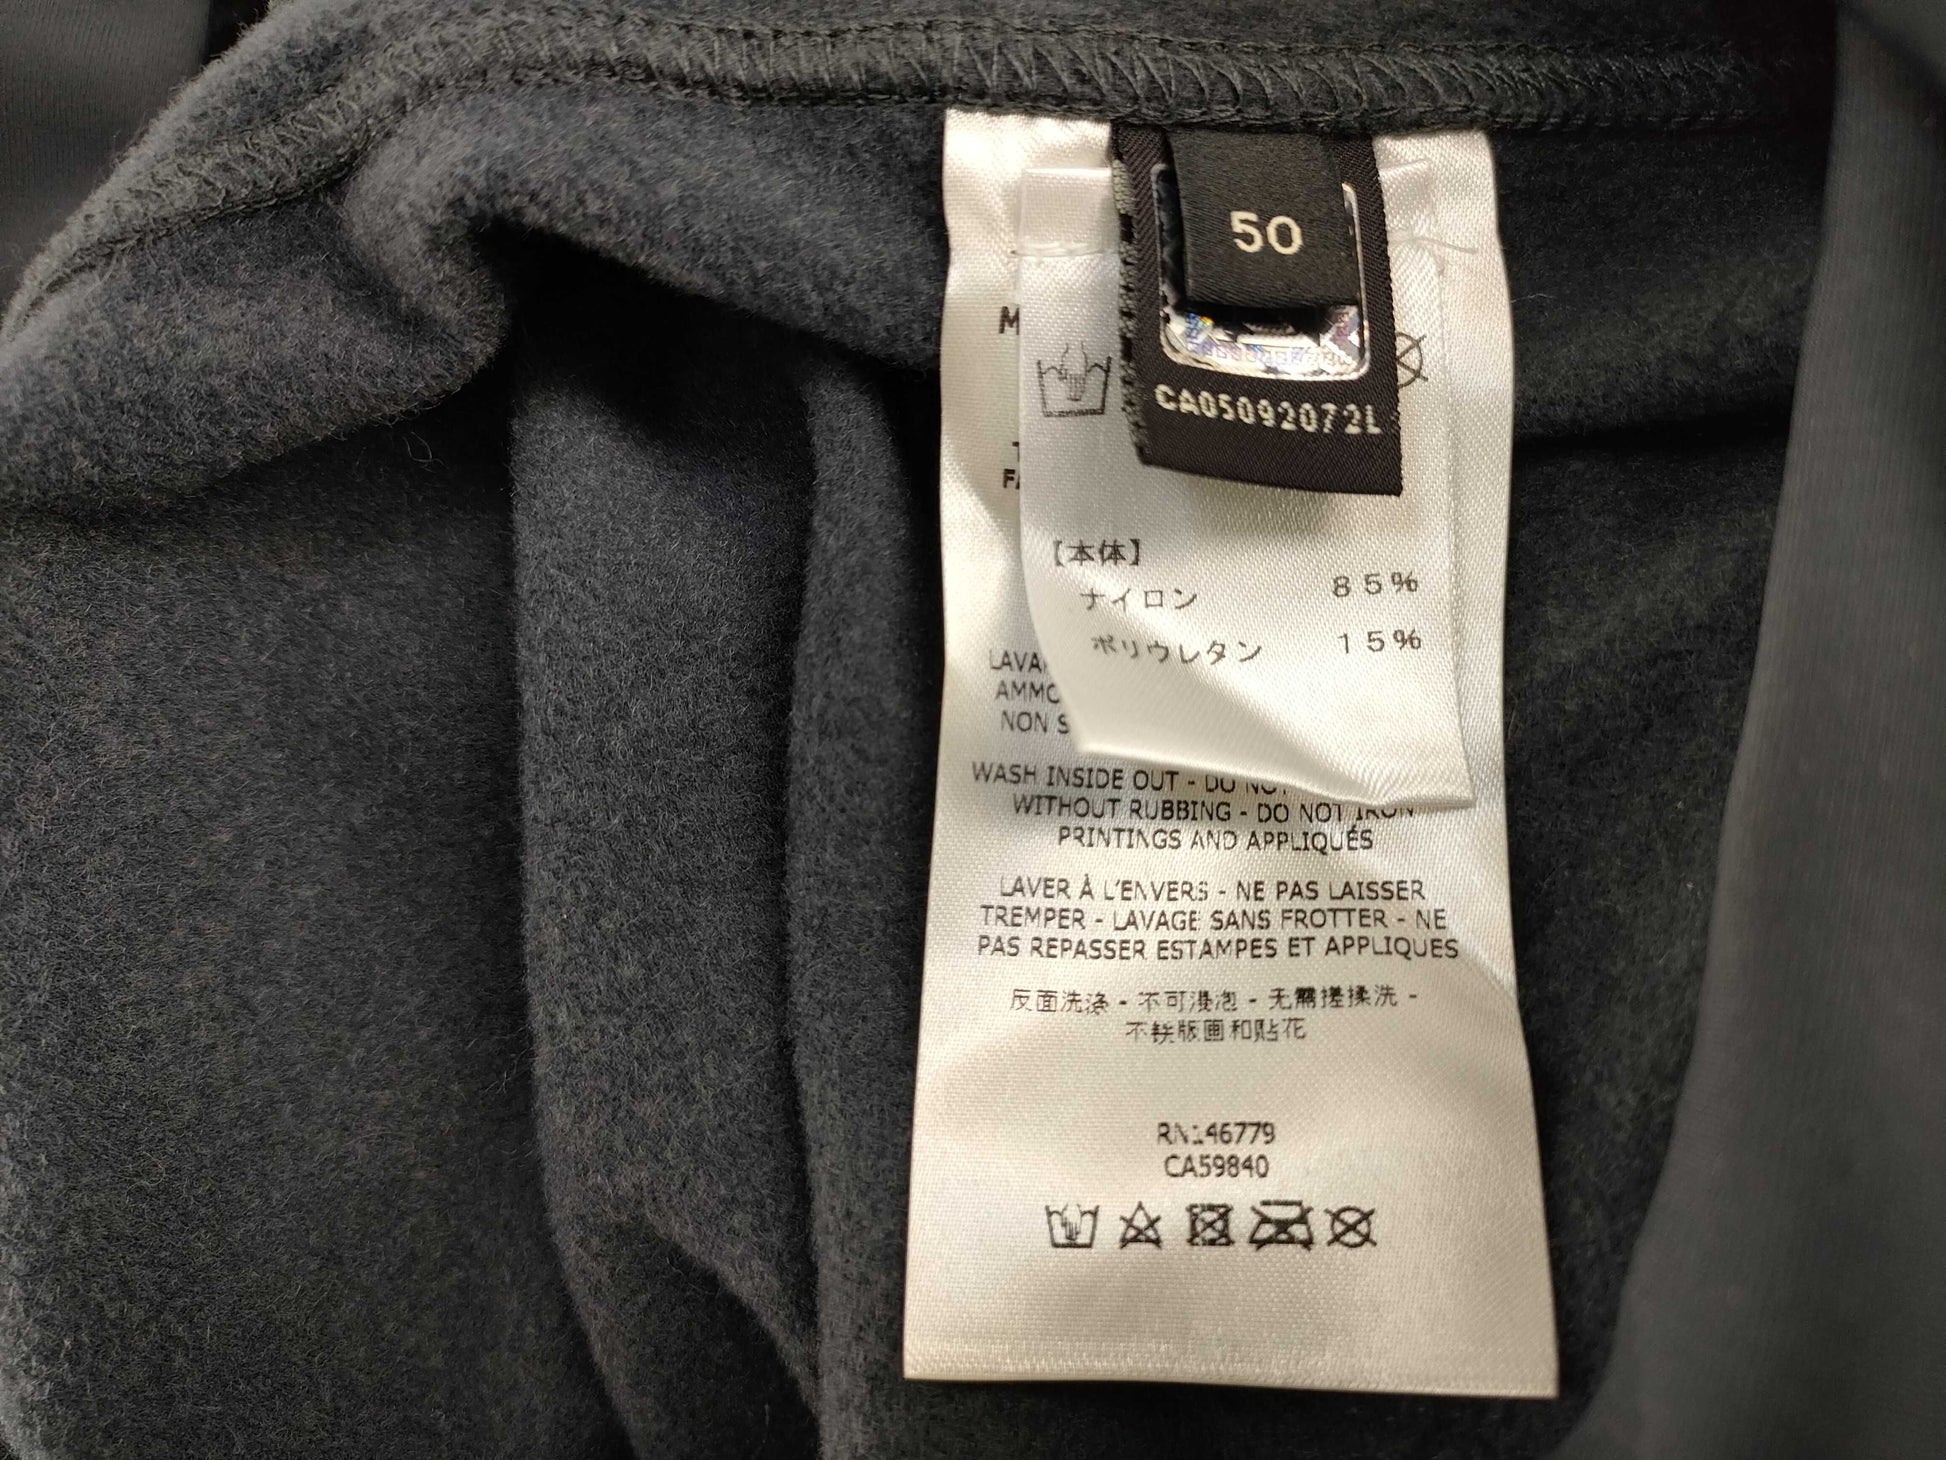 50
CA05092072L
【本体】
ナイロン 85%
ポリウレタン 15%
WASH INSIDE OUT - DO
WITHOUT RUBBING - DO NOT IRON
PRINTINGS AND APPLIQUÉS
LAVER À L'ENVERS - NE PAS LAISSER
TREMPER - LAVAGE SANS FROTTER - NE
PAS REPASSER ESTAMPES ET APPLIQUES
反面洗涤 - 不可浸泡 - 无需搓揉洗 -
不熨版画和贴花
RN146779
CA59840